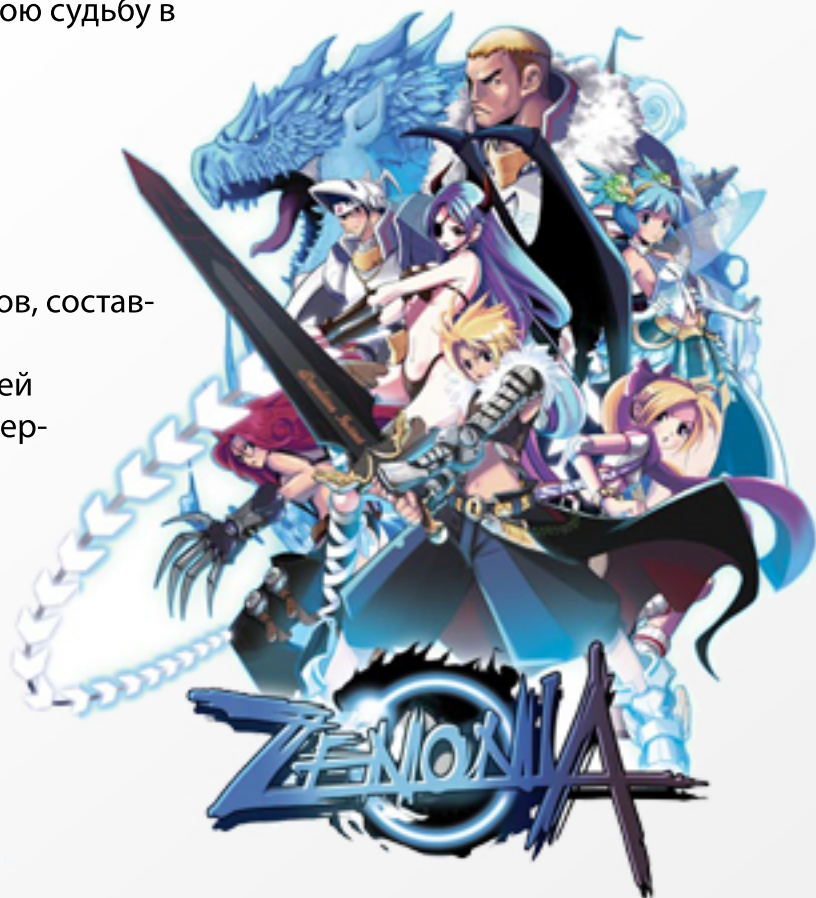 ою судьбу в
ов, состав-
ей
ер-
ZENONIA